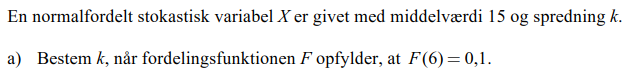 En normalfordelt stokastisk variabel X er givet med middelværdi 15 og spredning k.
a) Bestem k, når fordelingsfunktionen F opfylder, at F(6) = 0,1.